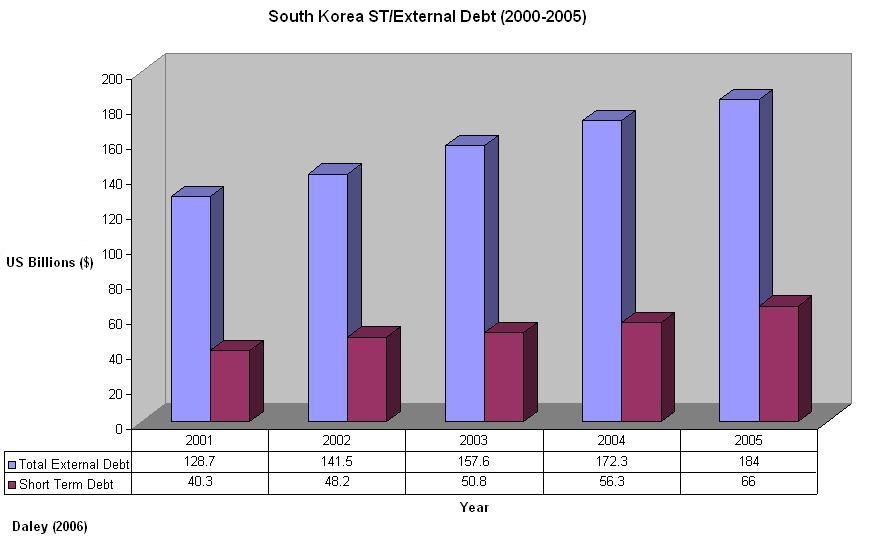 South Korea ST/External Debt (2000-2005)
200
180
160
140
120
100
80
60
40
20
0
US Billions ($)
2001 2002 2003 2004 2005
Total External Debt 128.7 141.5 157.6 172.3 184
Short Term Debt 40.3 48.2 50.8 56.3 66
Year
Daley (2006)